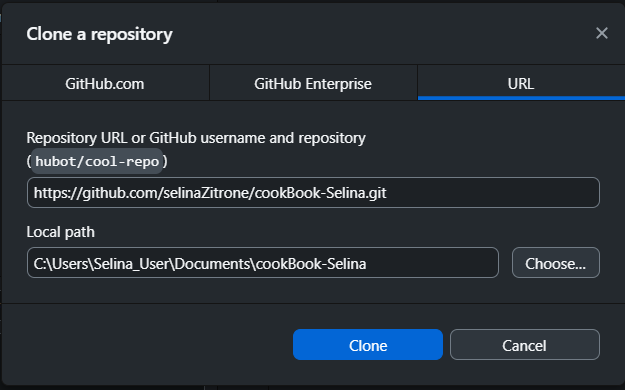 Clone a repository
GitHub.com
GitHub Enterprise
URL
Repository URL or GitHub username and repository
(hubot/cool-repo)
https://github.com/selinaZitrone/cookBook-Selina.git
Local path
C:\Users\Selina_User\Documents\cookBook-Selina
Choose...
Clone
Cancel